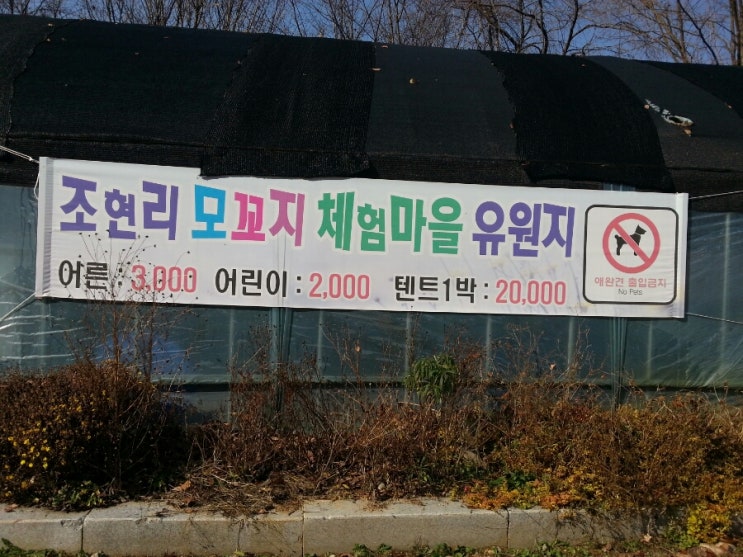 조현리 모꼬지 체험마을 유원지
어른 : 3,000 어린이 : 2,000 텐트1박 : 20,000
애완견 출입금지
No Pets